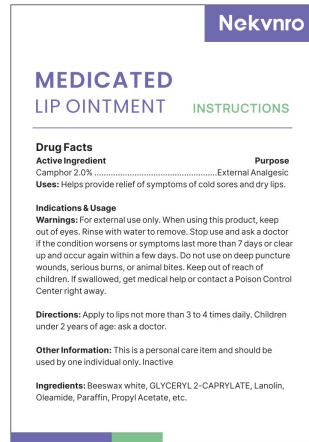 Nekvnro
MEDICATED
LIP OINTMENT INSTRUCTIONS
Drug Facts
Active Ingredient Purpose
Camphor 2.0% ..................................................External Analgesic
Uses: Helps provide relief of symptoms of cold sores and dry lips.
Indications & Usage
Warnings: For external use only. When using this product, keep
out of eyes. Rinse with water to remove. Stop use and ask a doctor
if the condition worsens or symptoms last more than 7 days or clear
up and occur again within a few days. Do not use on deep puncture
wounds, serious burns, or animal bites. Keep out of reach of
children. If swallowed, get medical help or contact a Poison Control
Center right away.
Directions: Apply to lips not more than 3 to 4 times daily. Children
under 2 years of age: ask a doctor.
Other Information: This is a personal care item and should be
used by one individual only. Inactive
Ingredients: Beeswax white, GLYCERYL 2-CAPRYLATE, Lanolin,
Oleamide, Paraffin, Propyl Acetate, etc.